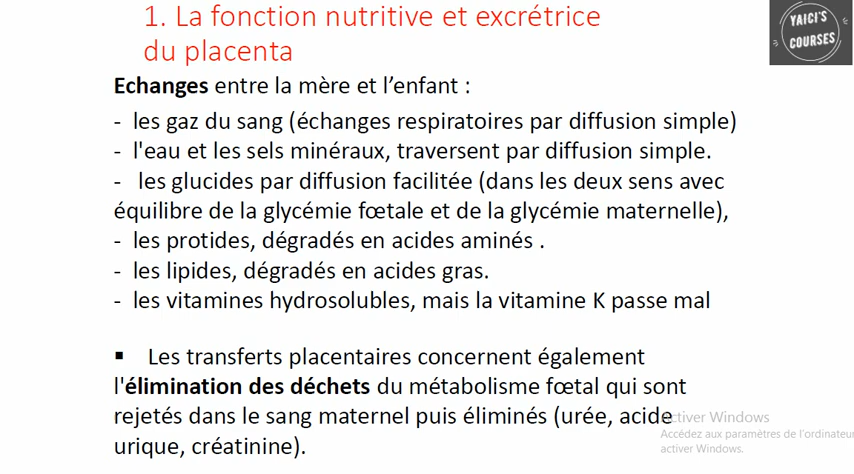 1. La fonction nutritive et excrétrice
du placenta
YAICI'S
COURSES
Echanges entre la mère et l'enfant :
- les gaz du sang (échanges respiratoires par diffusion simple)
- l'eau et les sels minéraux, traversent par diffusion simple.
- les glucides par diffusion facilitée (dans les deux sens avec
équilibre de la glycémie fœtale et de la glycémie maternelle),
- les protides, dégradés en acides aminés .
- les lipides, dégradés en acides gras.
- les vitamines hydrosolubles, mais la vitamine K passe mal
▪ Les transferts placentaires concernent également
l'élimination des déchets du métabolisme fœtal qui sont
rejetés dans le sang maternel puis éliminés (urée, acide
urique, créatinine).
Activer Windows
Accédez aux paramètres de l'ordinateur
activer Windows.